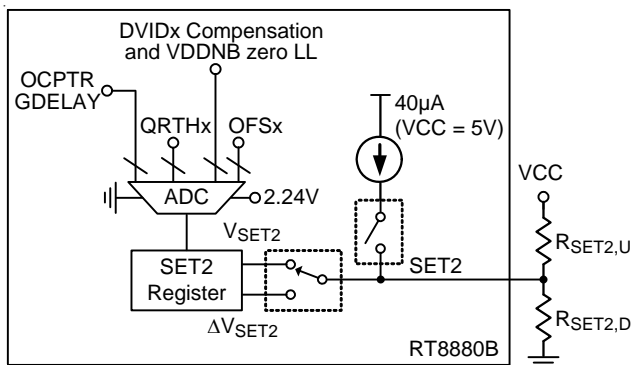 DVIDx Compensation
and VDDNB zero LL
OCPTR
GDELAY
QRTHx
OFSx
40µA
(VCC = 5V)
VCC
ADC
2.24V
VSET2
SET2
Register
SET2
RSET2,U
RSET2,D
ΔVSET2
RT8880B